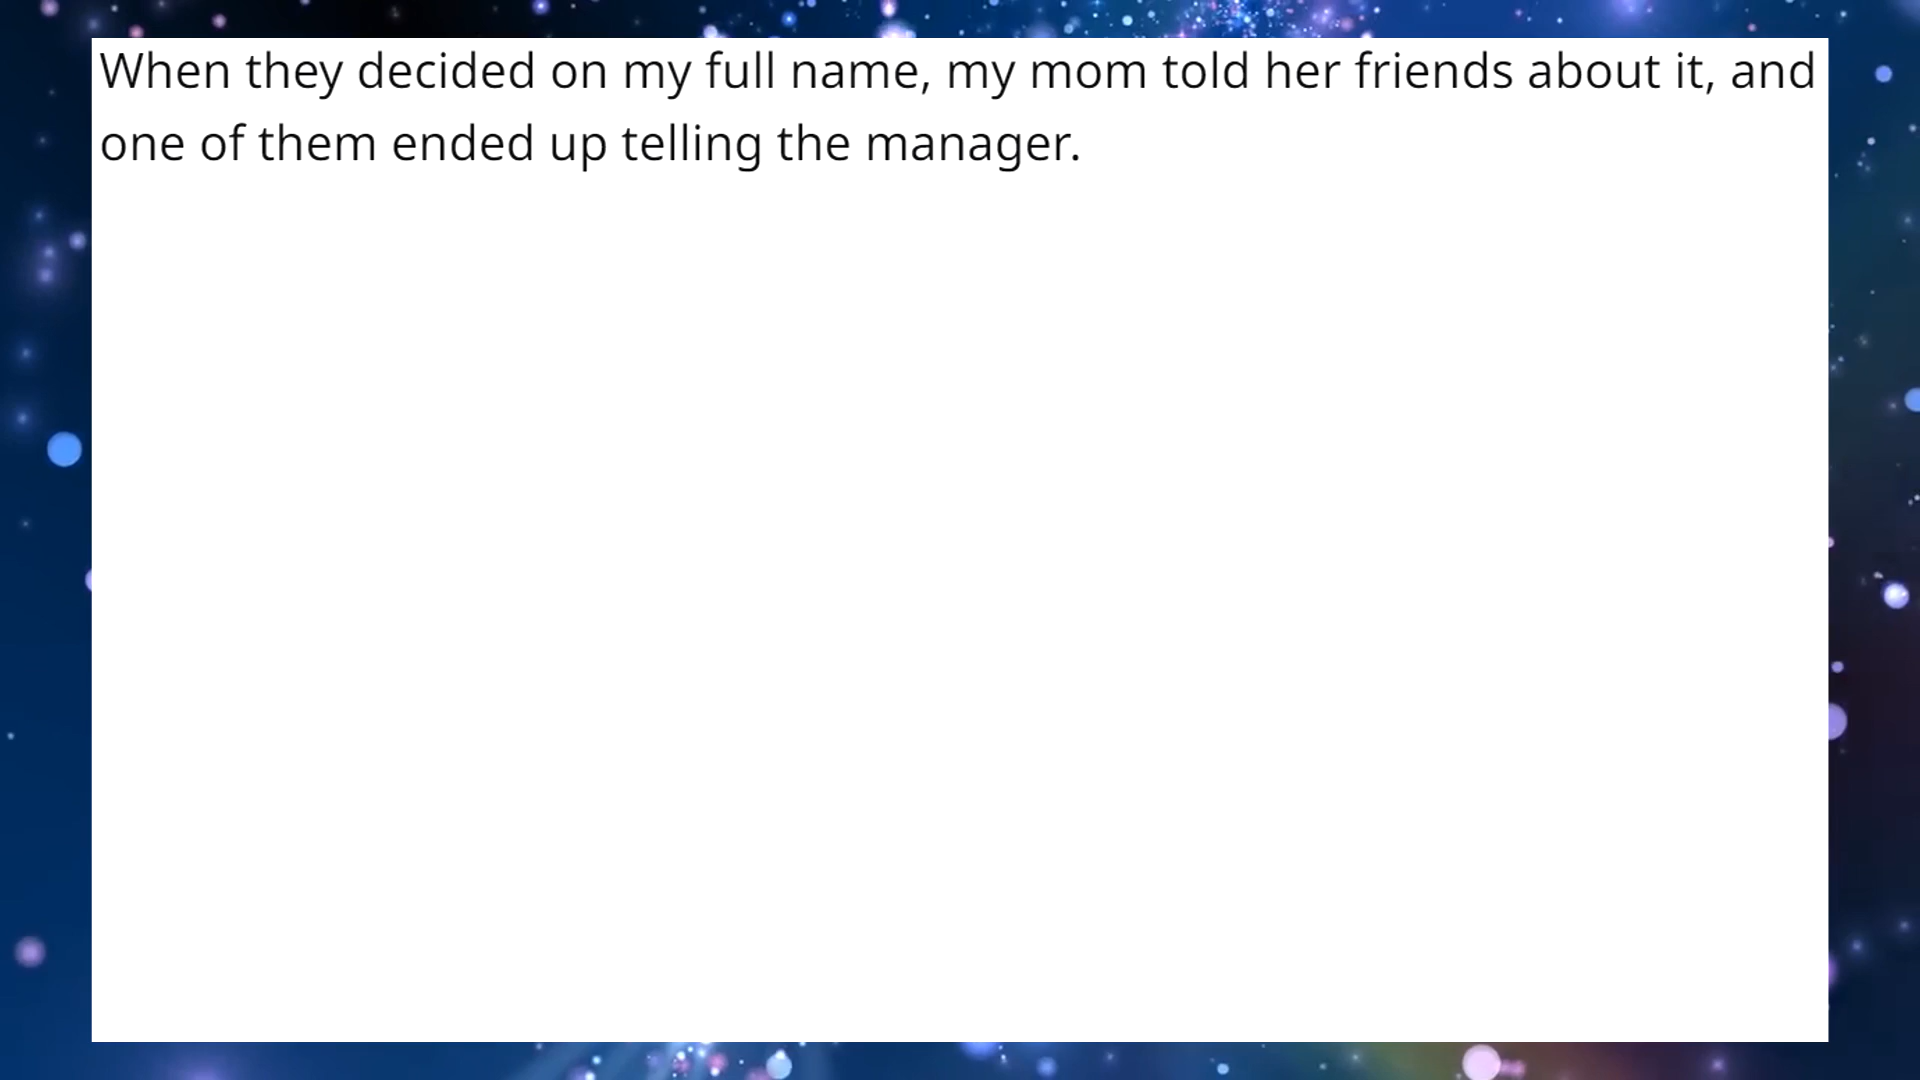 When they decided on my full name, my mom told her friends about it, and
one of them ended up telling the manager.